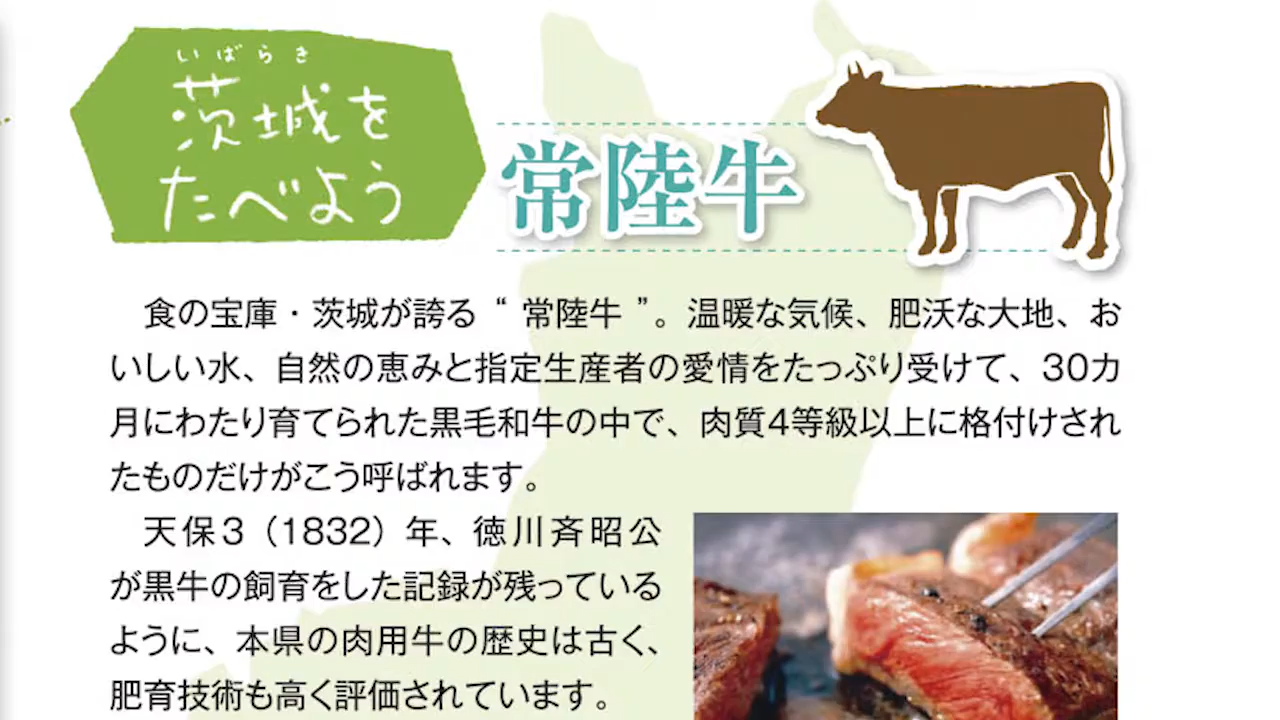 いばらき
茨城を
たべよう
常陸牛
食の宝庫・茨城が誇る“常陸牛”。温暖な気候、肥沃な大地、お
いしい水、自然の恵みと指定生産者の愛情をたっぷり受けて、30カ
月にわたり育てられた黒毛和牛の中で、肉質4等級以上に格付けされ
たものだけがこう呼ばれます。
天保3（1832）年、徳川斉昭公
が黒牛の飼育をした記録が残っている
ように、本県の肉用牛の歴史は古く、
肥育技術も高く評価されています。